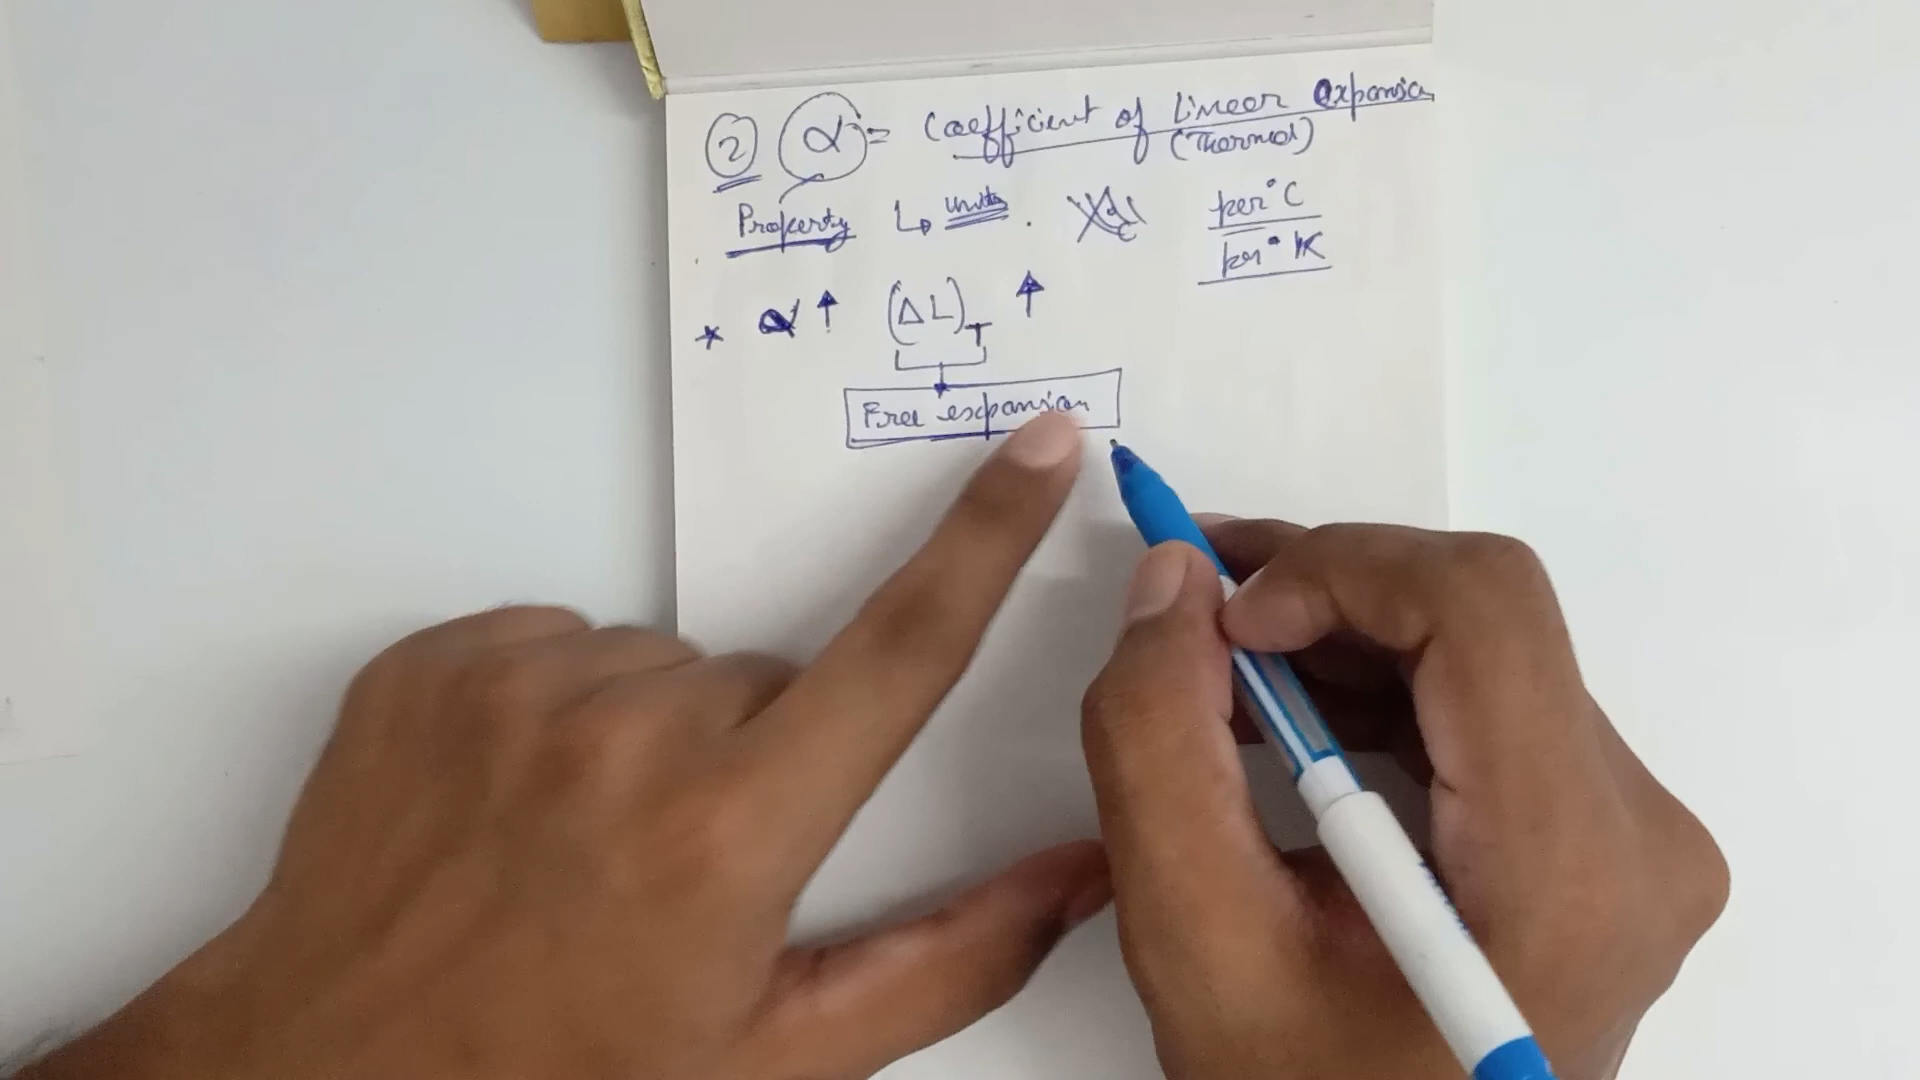 ② α = Coefficient of Linear Expansion
(Thermal)
Property ↳ units. per °C
per ° K
* α ↑ (ΔL)T ↑
Free expansion